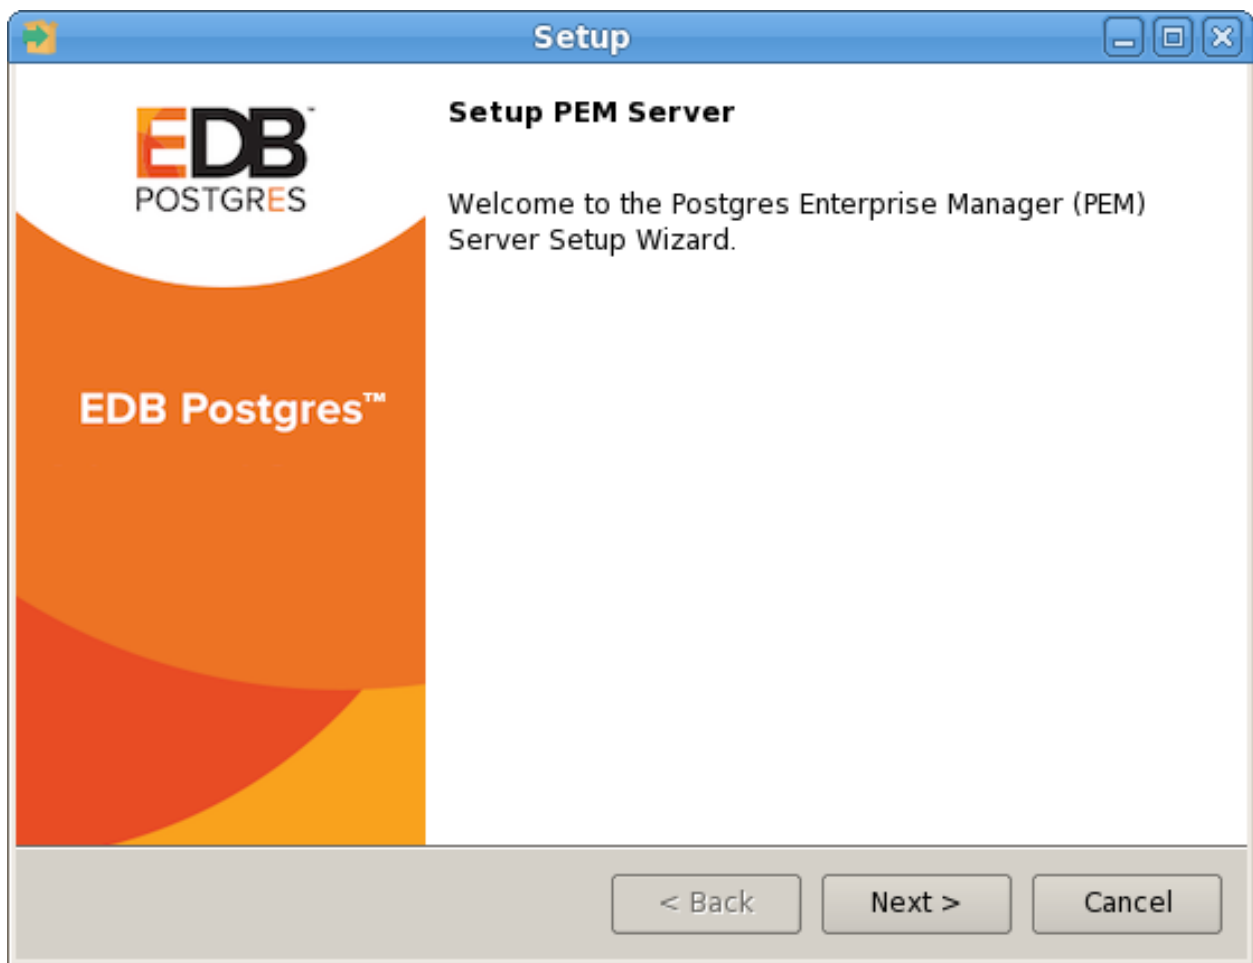 Setup
EDB™
POSTGRES
EDB Postgres™
Setup PEM Server
Welcome to the Postgres Enterprise Manager (PEM)
Server Setup Wizard.
< Back
Next >
Cancel